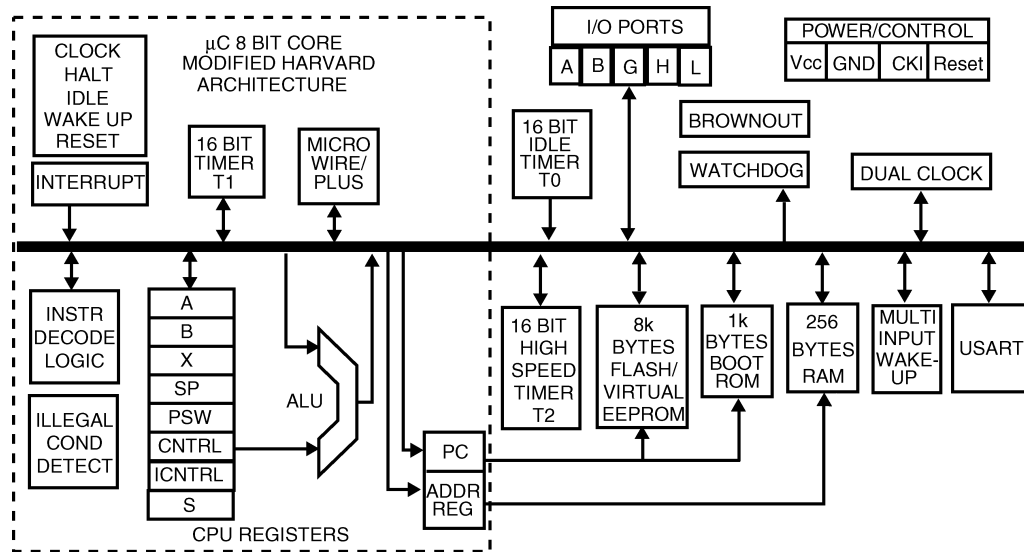 CLOCK
HALT
IDLE
WAKE UP
RESET
INTERRUPT
µC 8 BIT CORE
MODIFIED HARVARD
ARCHITECTURE
16 BIT
TIMER
T1
MICRO
WIRE/
PLUS
I/O PORTS
A B G H L
POWER/CONTROL
Vcc GND CKI Reset
16 BIT
IDLE
TIMER
T0
BROWNOUT
WATCHDOG
DUAL CLOCK
INSTR
DECODE
LOGIC
ILLEGAL
COND
DETECT
A
B
X
SP
PSW
CNTRL
ICNTRL
S
CPU REGISTERS
ALU
PC
ADDR
REG
16 BIT
HIGH
SPEED
TIMER
T2
8k
BYTES
FLASH/
VIRTUAL
EEPROM
1k
BYTES
BOOT
ROM
256
BYTES
RAM
MULTI
INPUT
WAKE-
UP
USART